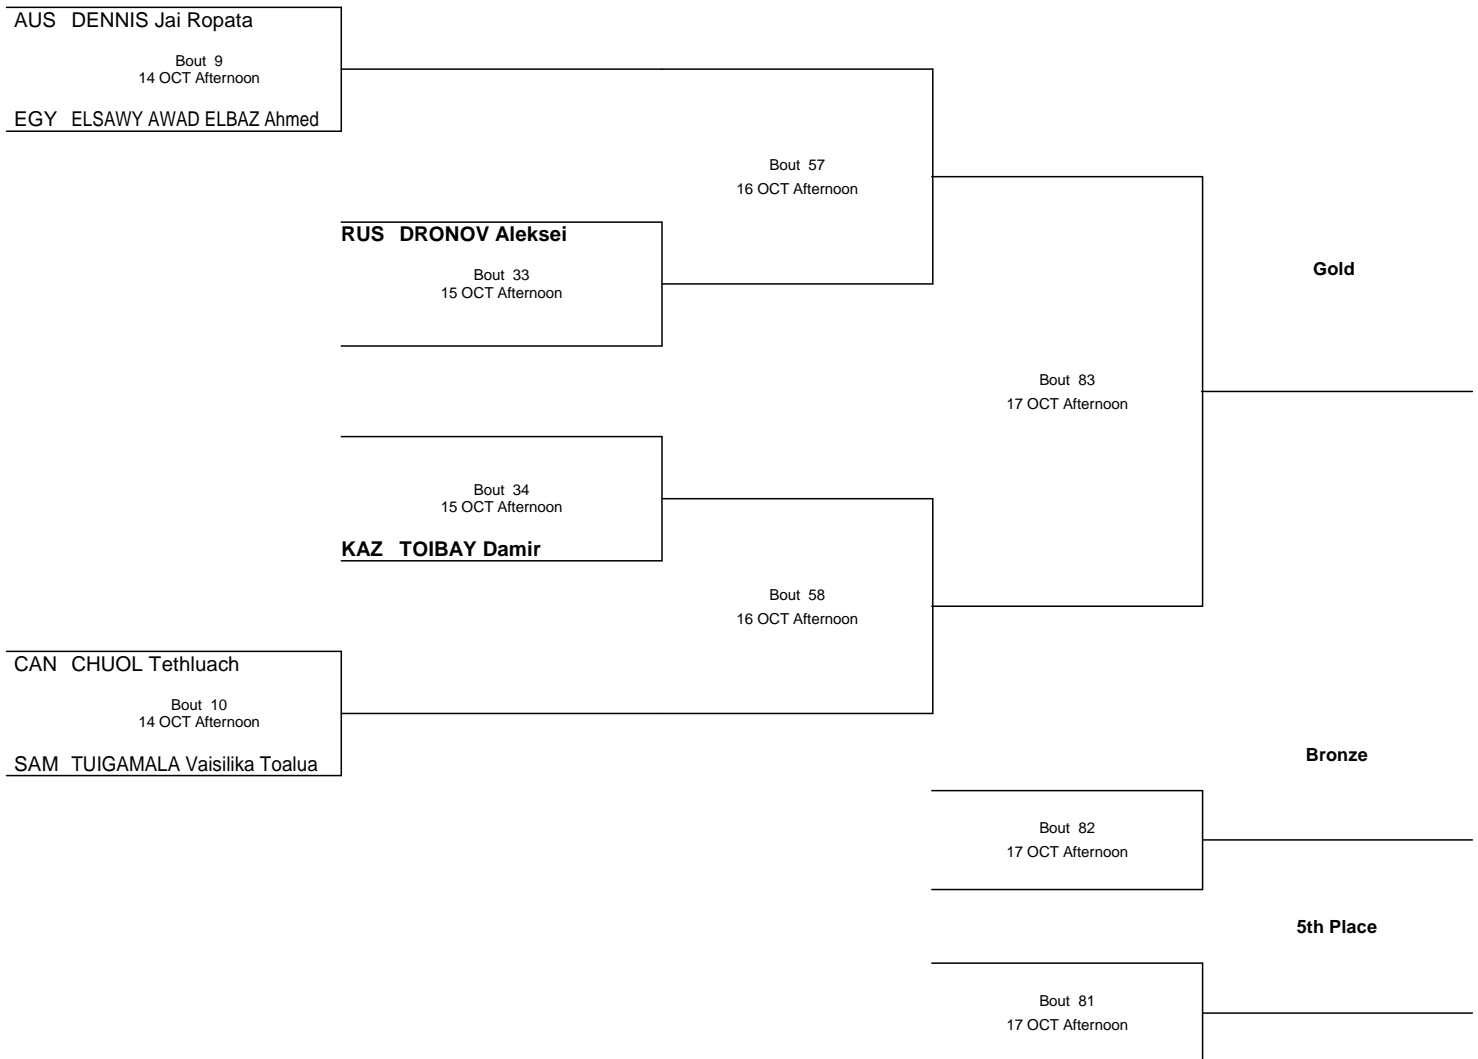 AUS DENNIS Jai Ropata
Bout 9
14 OCT Afternoon
EGY ELSAWY AWAD ELBAZ Ahmed
Bout 57
16 OCT Afternoon
RUS DRONOV Aleksei
Bout 33
15 OCT Afternoon
Gold
Bout 83
17 OCT Afternoon
Bout 34
15 OCT Afternoon
KAZ TOIBAY Damir
Bout 58
16 OCT Afternoon
CAN CHUOL Tethluach
Bout 10
14 OCT Afternoon
SAM TUIGAMALA Vaisilika Toalua
Bronze
Bout 82
17 OCT Afternoon
5th Place
Bout 81
17 OCT Afternoon